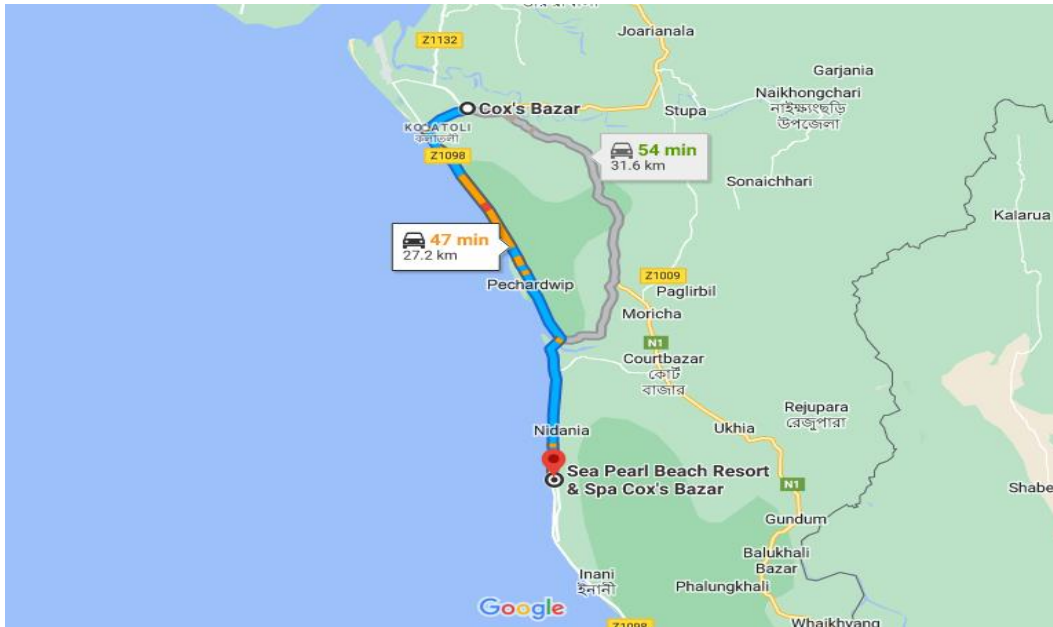 Z1132
Joarianala
Garjania
Cox's Bazar
Stupa
Naikhongchari
নাইক্ষ্যংছড়ি
উপজেলা
কলাতলী
Z1098
54 min
31.6 km
Sonaichhari
Kalarua
47 min
27.2 km
Pechardwip
Z1009
Paglirbil
Moricha
N1
Courtbazar
কোর্ট
বাজার
Rejupara
রেজুপারা
Nidania
Ukhia
Sea Pearl Beach Resort
& Spa Cox's Bazar
N1
Shabe
Gundum
Balukhali
Bazar
Inani
ইনানী
Phalungkhali
Google
Z1098
Whaikhyang